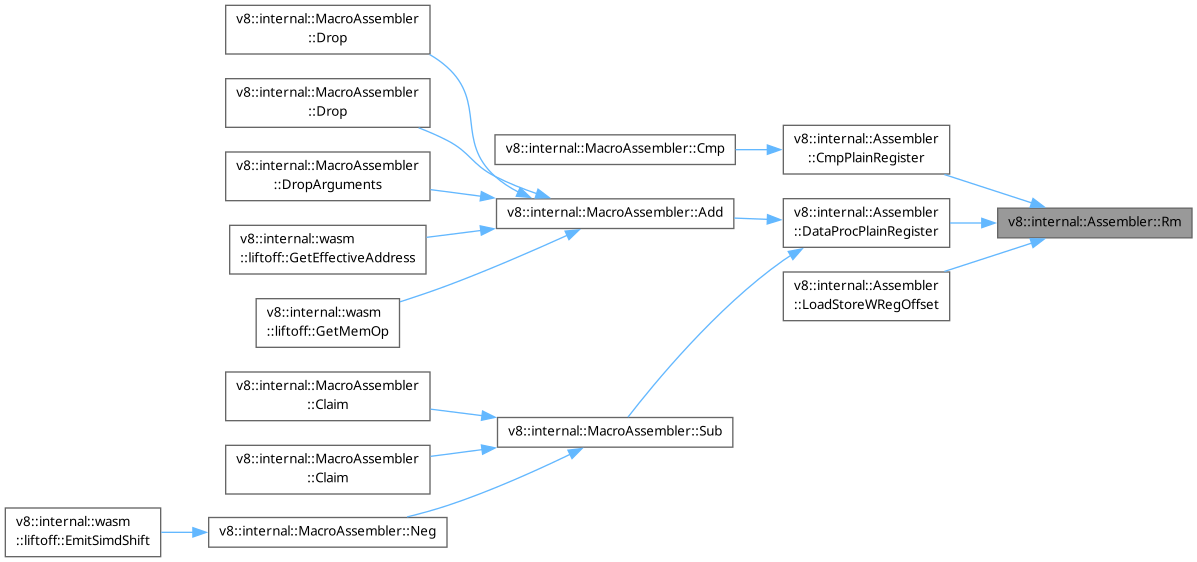 v8::internal::MacroAssembler
::Drop
v8::internal::MacroAssembler
::Drop
v8::internal::MacroAssembler
::DropArguments
v8::internal::wasm
::liftoff::GetEffectiveAddress
v8::internal::wasm
::liftoff::GetMemOp
v8::internal::MacroAssembler
::Claim
v8::internal::MacroAssembler
::Claim
v8::internal::wasm
::liftoff::EmitSimdShift
v8::internal::MacroAssembler::Neg
v8::internal::MacroAssembler::Cmp
v8::internal::MacroAssembler::Add
v8::internal::MacroAssembler::Sub
v8::internal::Assembler
::CmpPlainRegister
v8::internal::Assembler
::DataProcPlainRegister
v8::internal::Assembler
::LoadStoreWRegOffset
v8::internal::Assembler::Rm